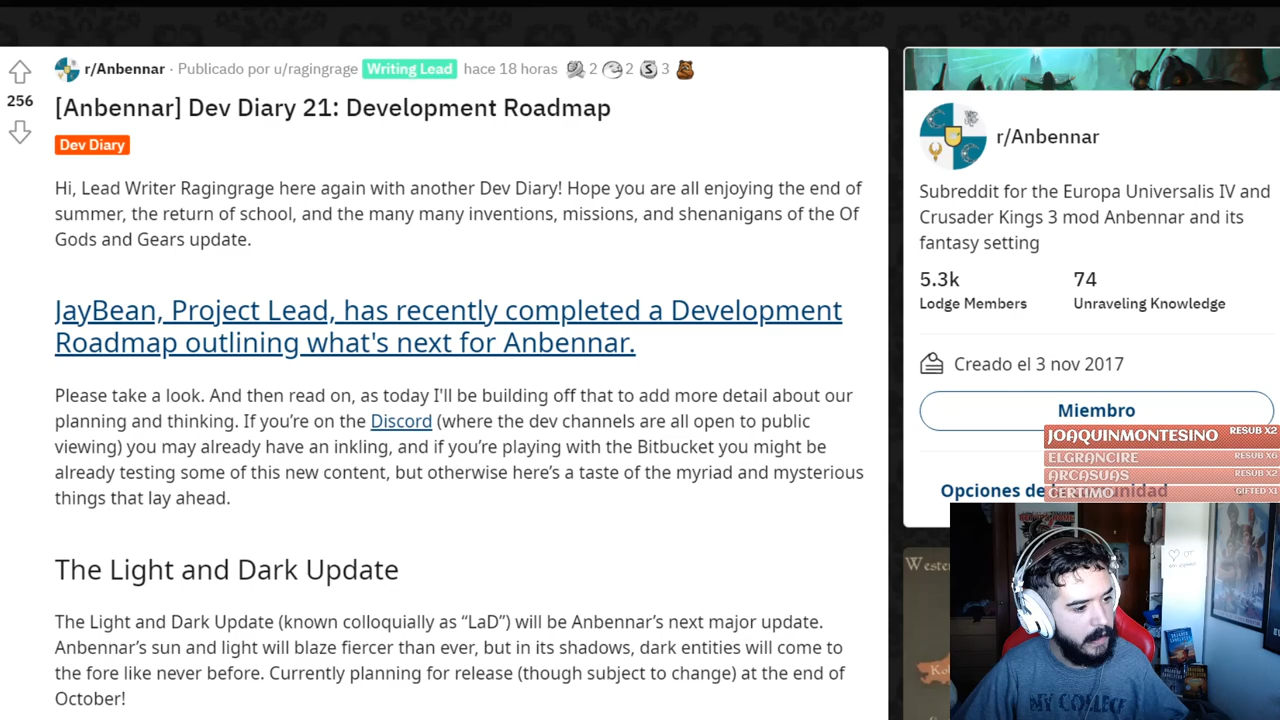 r/Anbennar · Publicado por u/ragingrage Writing Lead hace 18 horas 2 2 3
256
[Anbennar] Dev Diary 21: Development Roadmap
Dev Diary
Hi, Lead Writer Ragingrage here again with another Dev Diary! Hope you are all enjoying the end of
summer, the return of school, and the many many inventions, missions, and shenanigans of the Of
Gods and Gears update.
JayBean, Project Lead, has recently completed a Development
Roadmap outlining what's next for Anbennar.
Please take a look. And then read on, as today I'll be building off that to add more detail about our
planning and thinking. If you’re on the Discord (where the dev channels are all open to public
viewing) you may already have an inkling, and if you’re playing with the Bitbucket you might be
already testing some of this new content, but otherwise here’s a taste of the myriad and mysterious
things that lay ahead.
The Light and Dark Update
The Light and Dark Update (known colloquially as “LaD”) will be Anbennar’s next major update.
Anbennar’s sun and light will blaze fiercer than ever, but in its shadows, dark entities will come to
the fore like never before. Currently planning for release (though subject to change) at the end of
October!
r/Anbennar
Subreddit for the Europa Universalis IV and
Crusader Kings 3 mod Anbennar and its
fantasy setting
5.3k 74
Lodge Members Unraveling Knowledge
Creado el 3 nov 2017
Miembro
JOAQUINMONTESINO RESUB X2
ELGRANCIRE RESUB X6
ARCASUAS RESUB X2
CERTIMO GIFTED X1
Opciones de
Weste
NY COLLEGE